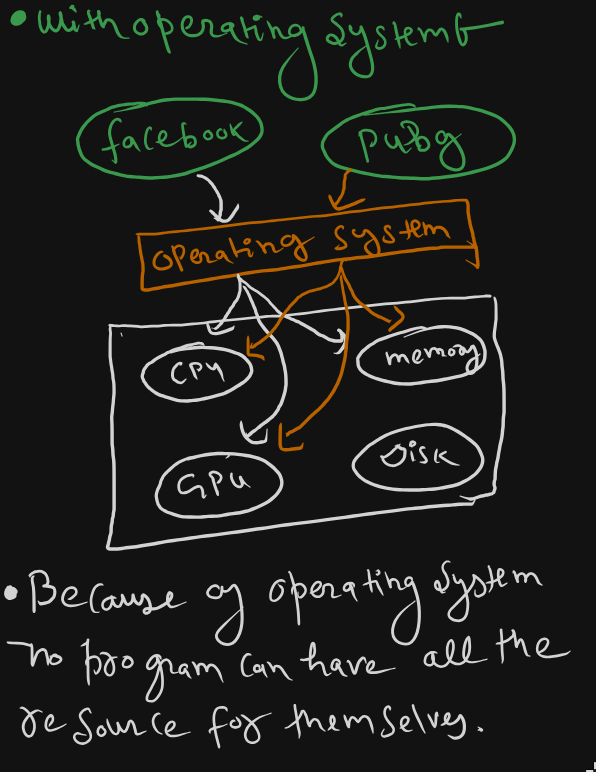 • with operating system :-
facebook
pubg
operating system
CPU
memory
GPU
Disk
• Because of operating system
no program can have all the
resource for themselves.